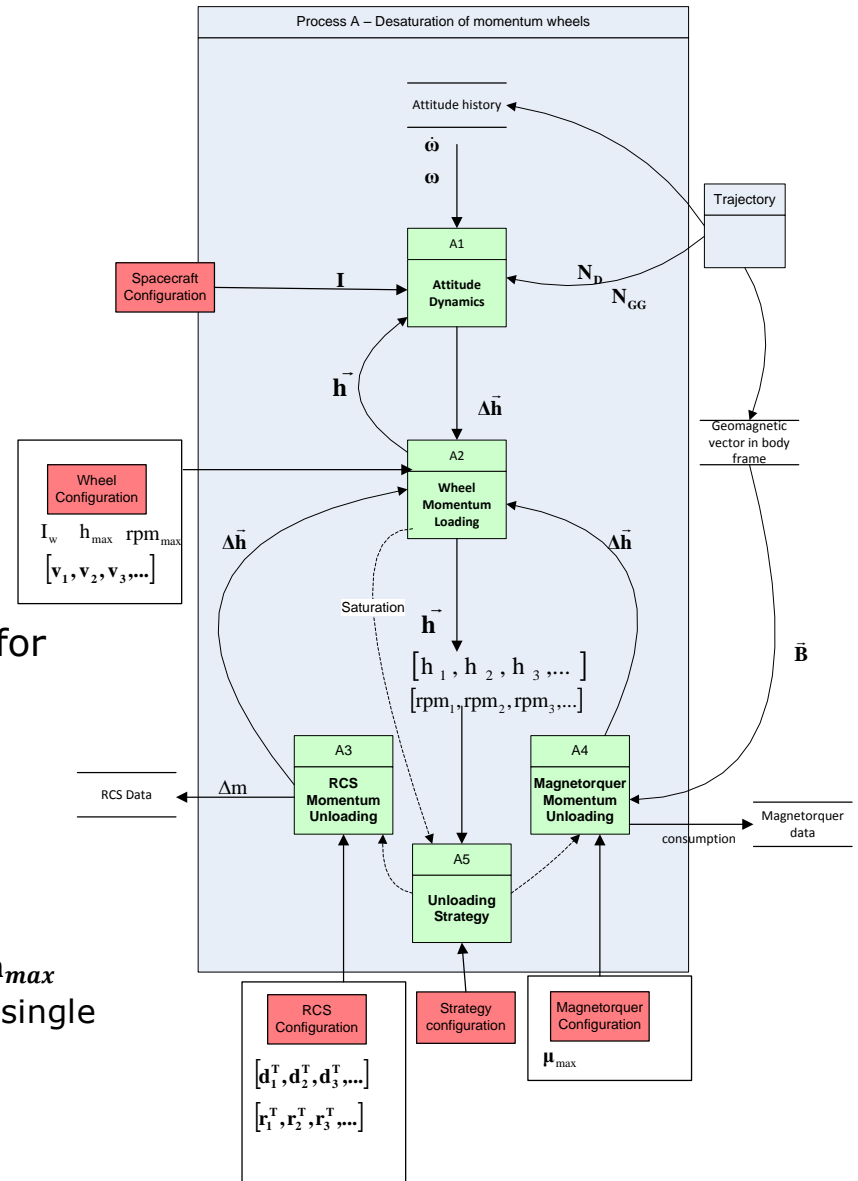 Process A – Desaturation of momentum wheels
Attitude history
ω̇
ω
Trajectory
A1
Attitude
Dynamics
Spacecraft
Configuration
I
N_D
N_GG
h⃗
Δh⃗
Geomagnetic
vector in body
frame
A2
Wheel
Momentum
Loading
Wheel
Configuration
I_w h_max rpm_max
[v_1, v_2, v_3,...]
Δh⃗
Δh⃗
Saturation
h⃗
for
B⃗
[h_1, h_2, h_3,...]
[rpm_1, rpm_2, rpm_3,...]
A3
RCS
Momentum
Unloading
A4
Magnetorquer
Momentum
Unloading
RCS Data
Δm
consumption
Magnetorquer
data
A5
Unloading
Strategy
max
single
RCS
Configuration
[d_1^T, d_2^T, d_3^T,...]
[r_1^T, r_2^T, r_3^T,...]
Strategy
configuration
Magnetorquer
Configuration
μ_max